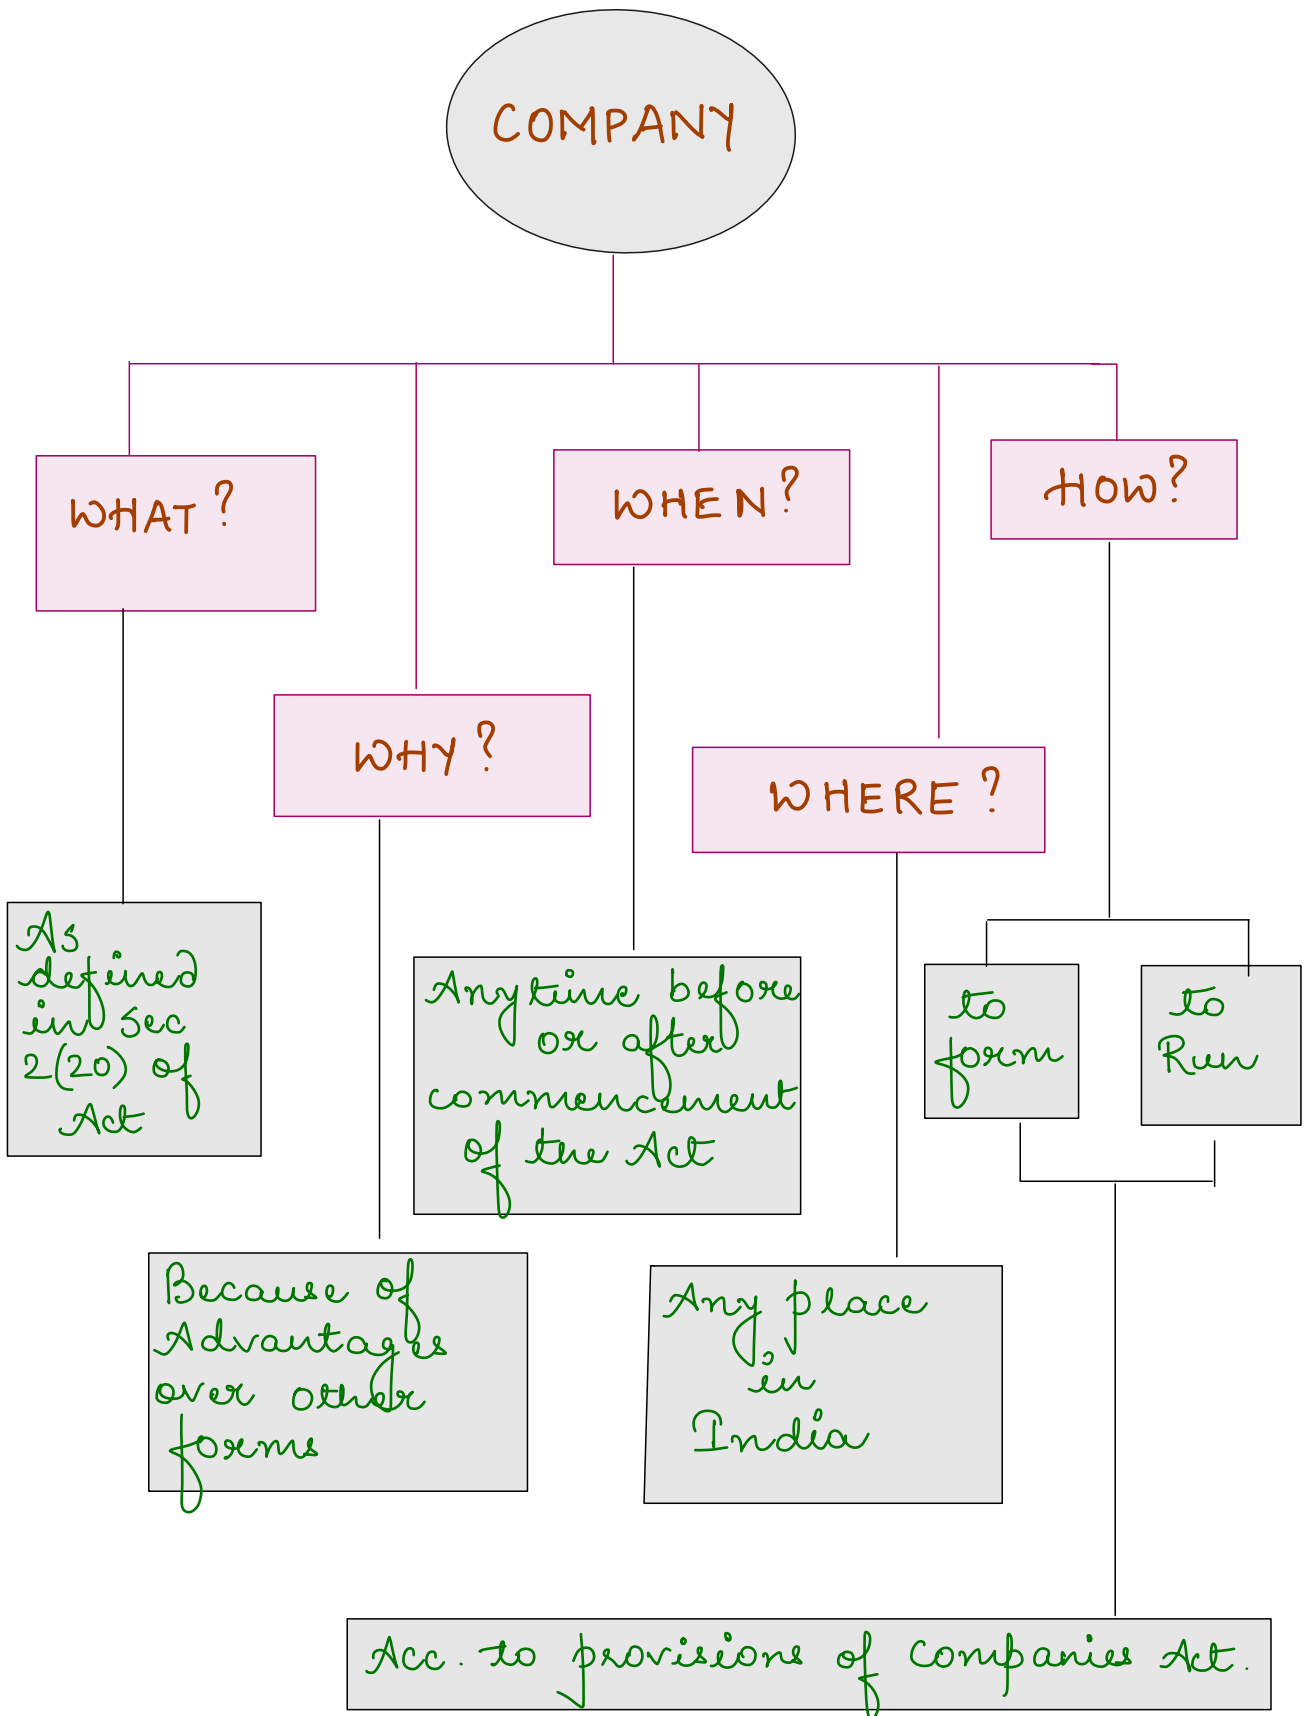 COMPANY
WHAT?
WHEN?
HOW?
WHY?
WHERE?
As
defined
in sec
2(20) of
Act
Anytime before
or after
commencement
of the Act
to
form
to
Run
Because of
Advantages
over other
forms
Any place
in
India
Acc. to provisions of Companies Act.